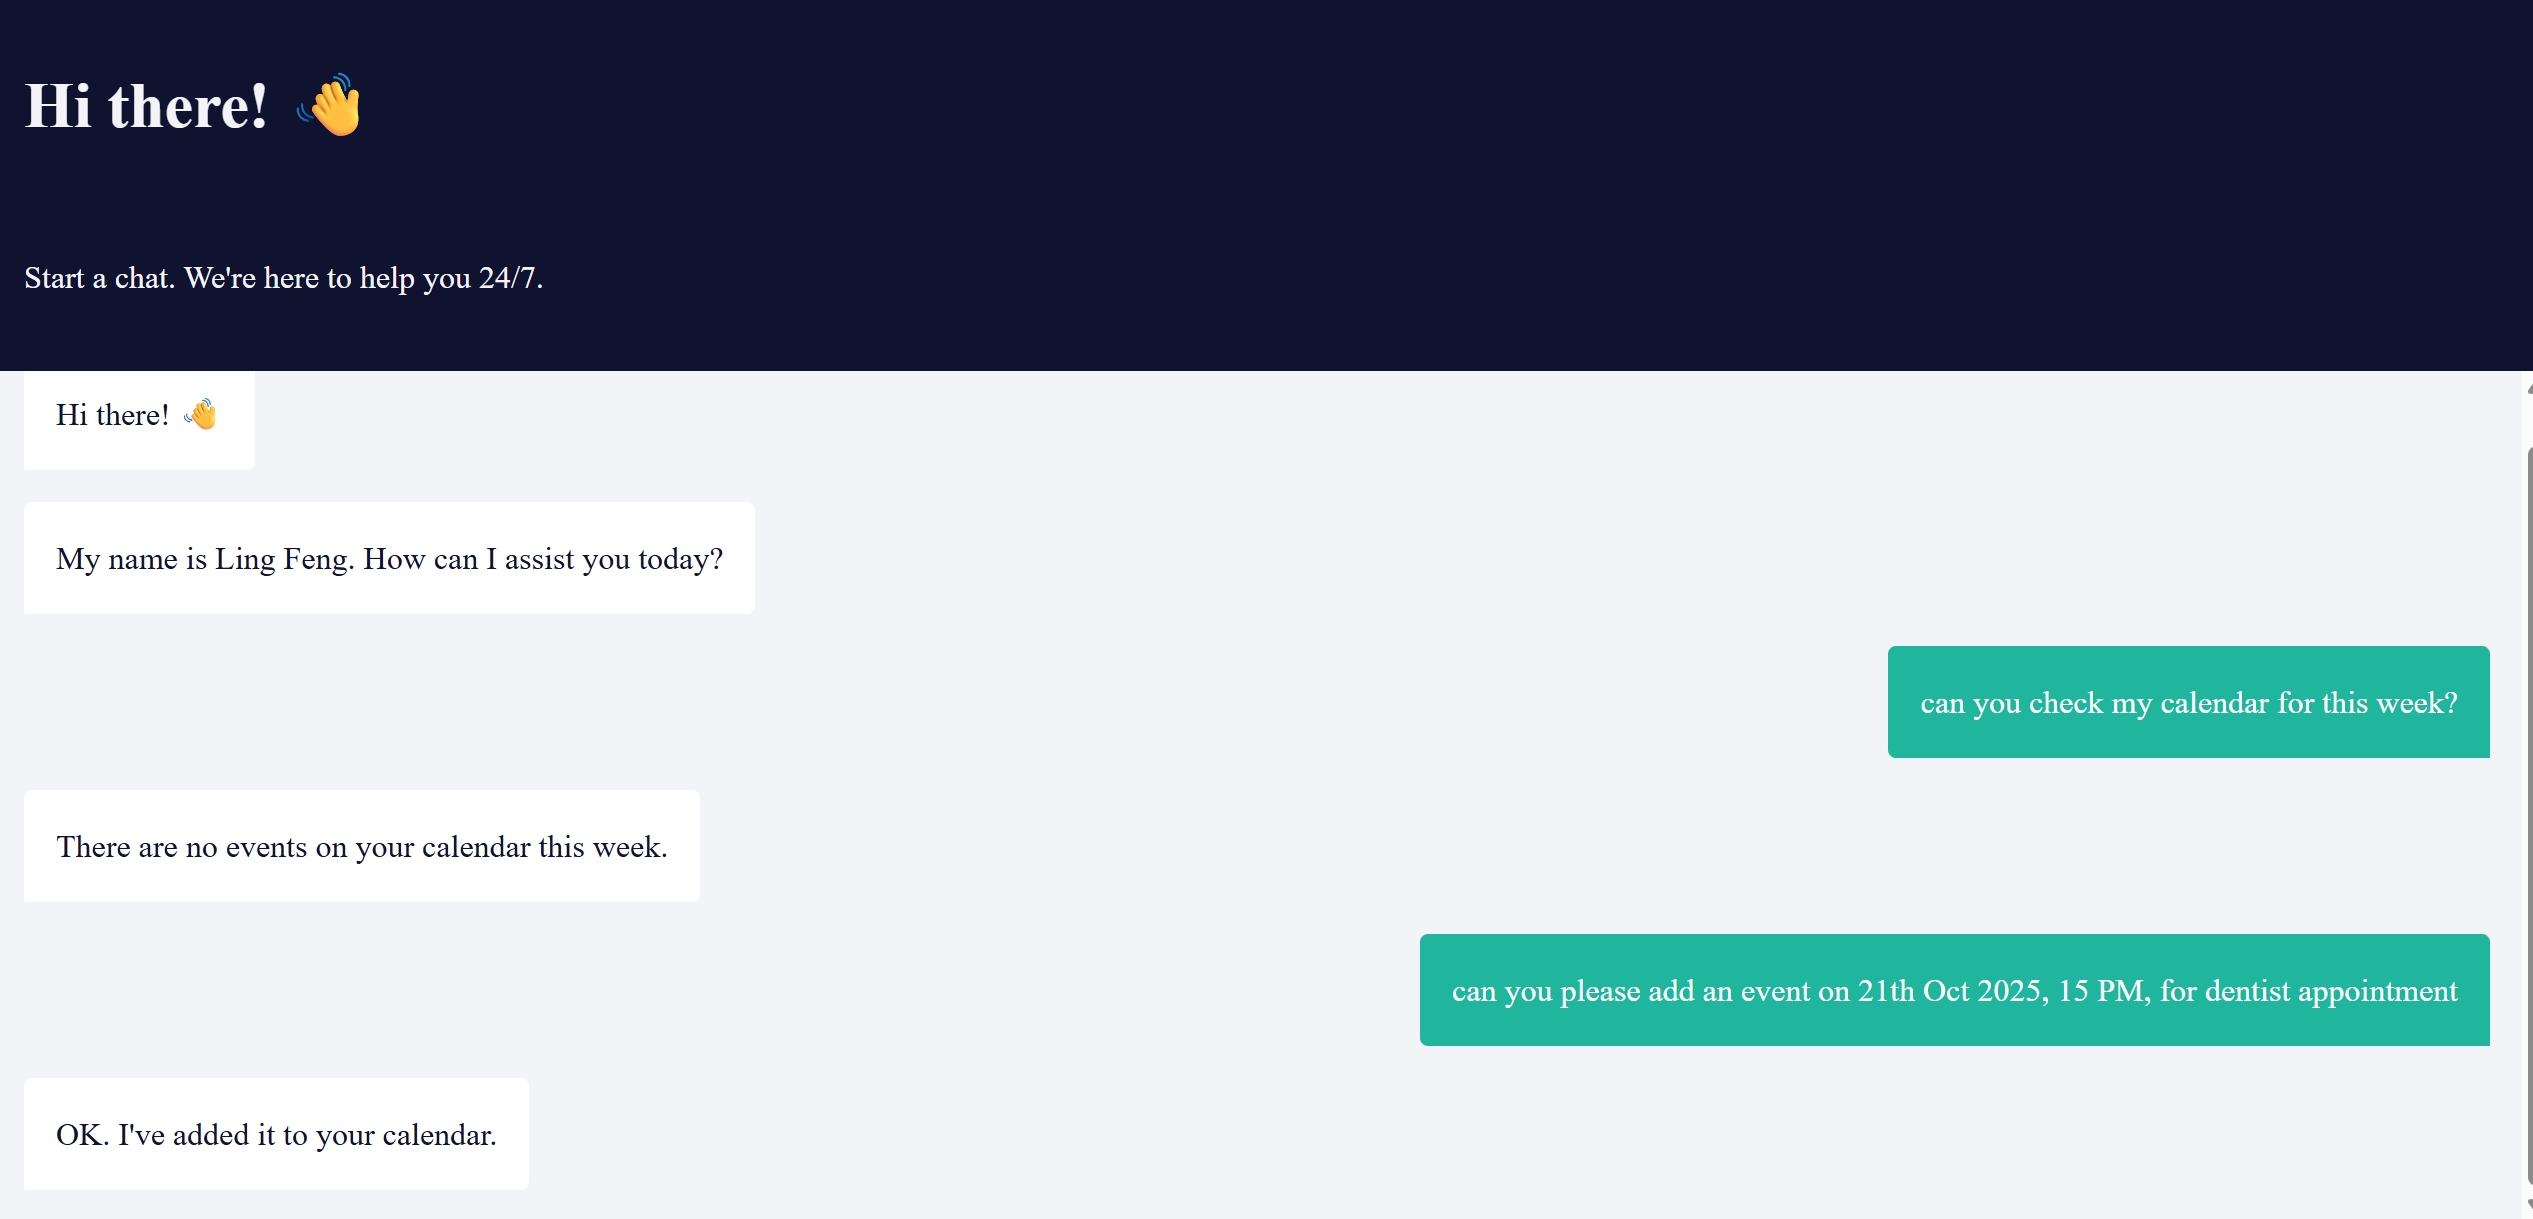 Hi there! 👋
Start a chat. We're here to help you 24/7.
Hi there! 👋
My name is Ling Feng. How can I assist you today?
can you check my calendar for this week?
There are no events on your calendar this week.
can you please add an event on 21th Oct 2025, 15 PM, for dentist appointment
OK. I've added it to your calendar.